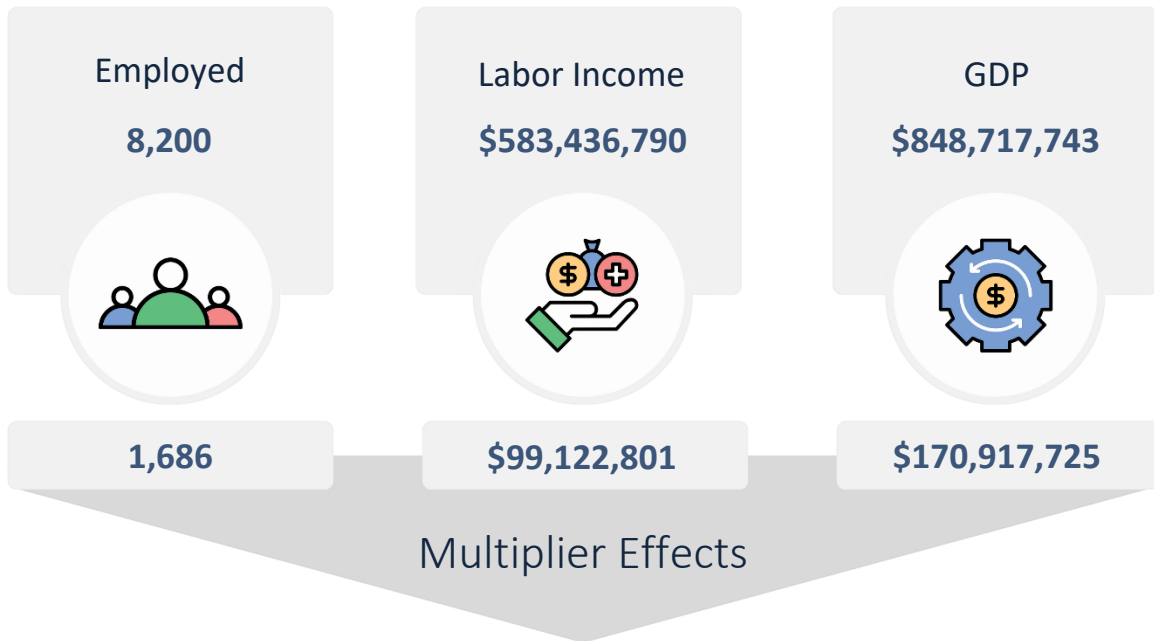 Employed
8,200
Labor Income
$583,436,790
GDP
$848,717,743
$
$
1,686
$99,122,801
$170,917,725
Multiplier Effects